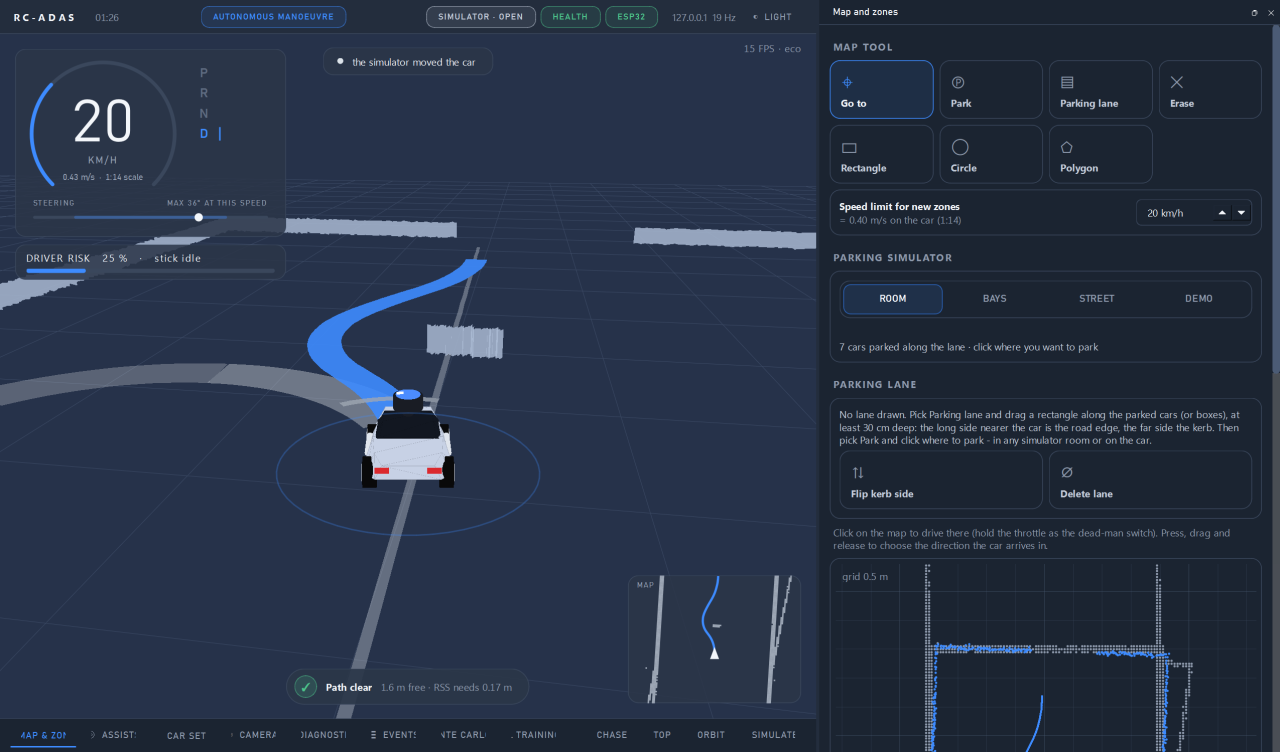 RC-ADAS 01:26 AUTONOMOUS MANOEUVRE SIMULATOR · OPEN HEALTH ESP32 127.0.0.1 19 Hz LIGHT
15 FPS · eco
the simulator moved the car
P
R
N
D
20
KM/H
0.43 m/s · 1:14 scale
STEERING MAX 36° AT THIS SPEED
DRIVER RISK 25 % · stick idle
MAP
Path clear 1.6 m free · RSS needs 0.17 m
CAR SET CHASE TOP ORBIT
Map and zones
MAP TOOL
Go to
Park
Parking lane
Erase
Rectangle
Circle
Polygon
Speed limit for new zones
= 0.40 m/s on the car (1:14)
20 km/h
PARKING SIMULATOR
ROOM BAYS STREET DEMO
7 cars parked along the lane - click where you want to park
PARKING LANE
No lane drawn. Pick Parking lane and drag a rectangle along the parked cars (or boxes), at
least 30 cm deep: the long side nearer the car is the road edge, the far side the kerb. Then
pick Park and click where to park - in any simulator room or on the car.
Flip kerb side
Delete lane
Click on the map to drive there (hold the throttle as the dead-man switch). Press, drag and
release to choose the direction the car arrives in.
grid 0.5 m